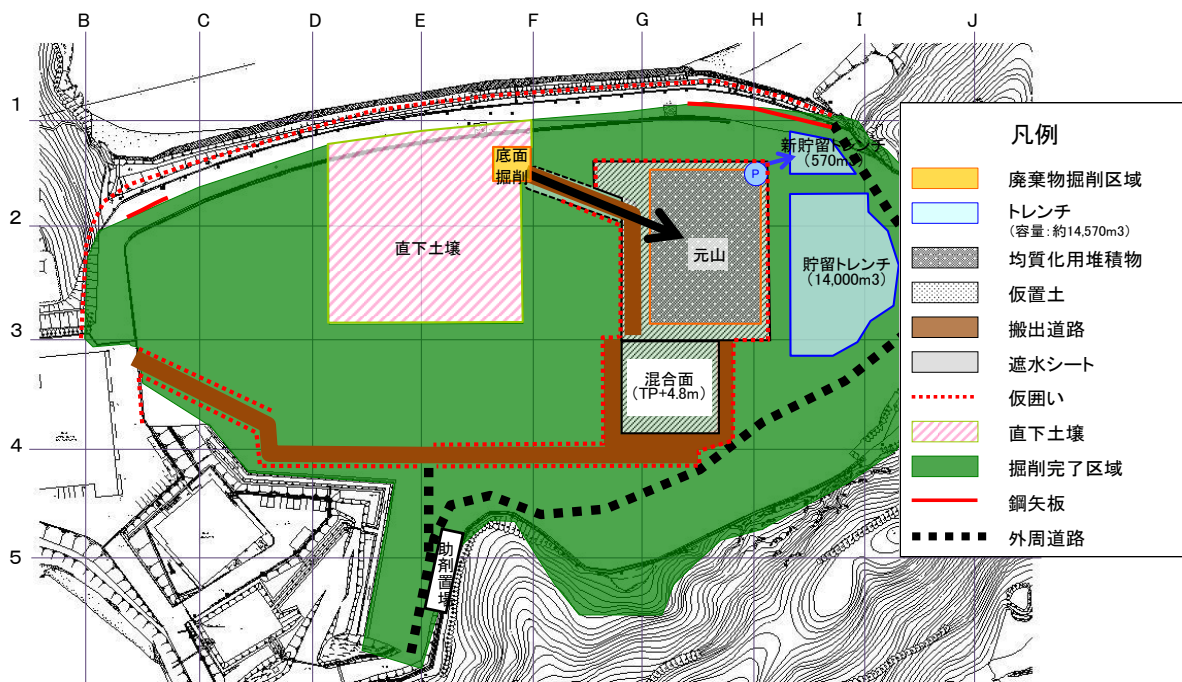 B C D E F G H I J
1
2
3
4
5
底面
掘削
直下土壌
元山
P
新貯留トレンチ
(570m
貯留トレンチ
(14,000m3)
混合面
(TP+4.8m)
助剤置場
凡例
廃棄物掘削区域
トレンチ
(容量:約14,570m3)
均質化用堆積物
仮置土
搬出道路
遮水シート
仮囲い
直下土壌
掘削完了区域
鋼矢板
外周道路